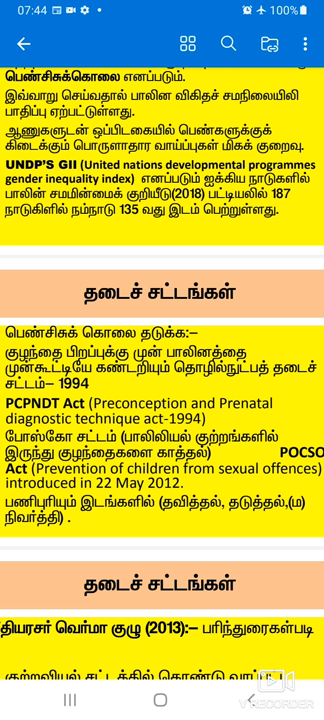 07:44
100%
பெண்சிசுக்கொலை எனப்படும்.
இவ்வாறு செய்வதால் பாலின விகிதச் சமநிலையிலி
பாதிப்பு ஏற்பட்டுள்ளது.
ஆணுகளுடன் ஒப்பிடகையில் பெண்களுக்குக்
கிடைக்கும் பொருளாதார வாய்ப்புகள் மிகக் குறைவு.
UNDP'S GII (United nations developmental programmes
gender inequality index) எனப்படும் ஐக்கிய நாடுகளில்
பாலின் சமமின்மைக் குறியீடு(2018) பட்டியலில் 187
நாடுகிளில் நம்நாடு 135 வது இடம் பெற்றுள்ளது.
தடைச் சட்டங்கள்
பெண்சிசுக் கொலை தடுக்க:–
குழந்தை பிறப்புக்கு முன் பாலினத்தை
முன்கூட்டியே கண்டறியும் தொழில்நுட்பத் தடைச்
சட்டம்– 1994
PCPNDT Act (Preconception and Prenatal
diagnostic technique act-1994)
போஸ்கோ சட்டம் (பாலிலியல் குற்றங்களில்
இருந்து குழந்தைகளை காத்தல்) POCSO
Act (Prevention of children from sexual offences)
introduced in 22 May 2012.
பணிபுரியும் இடங்களில் (தவித்தல், தடுத்தல்,(ம)
நிவர்த்தி) .
தடைச் சட்டங்கள்
தியரசர் வெர்மா குழு (2013):– பரிந்துரைகள்படி
V RECORDER